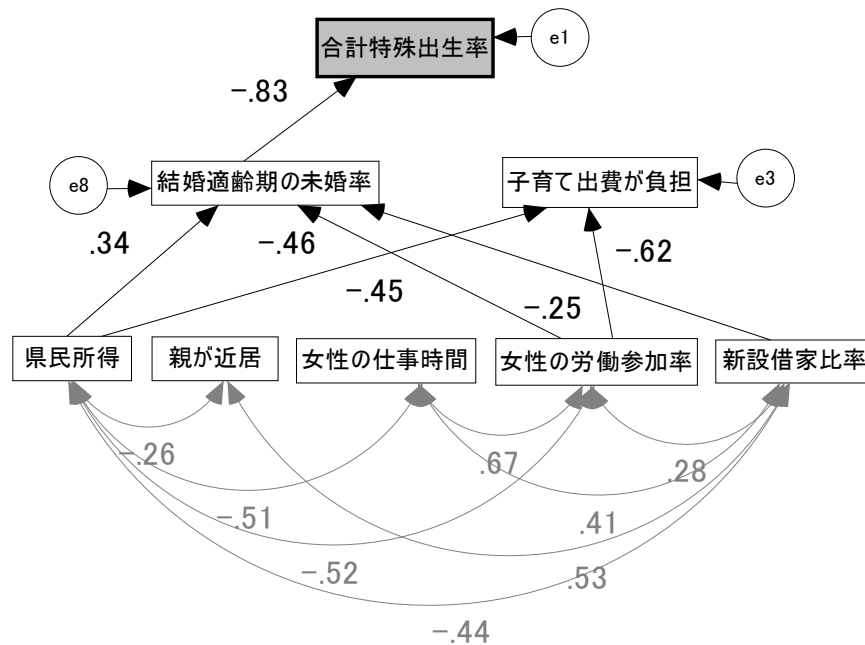 合計特殊出生率
e1
−.83
e8
結婚適齢期の未婚率
子育て出費が負担
e3
.34
−.46
−.62
−.45
−.25
県民所得
親が近居
女性の仕事時間
女性の労働参加率
新設借家比率
−.26
.67
.28
−.51
.41
−.52
.53
−.44